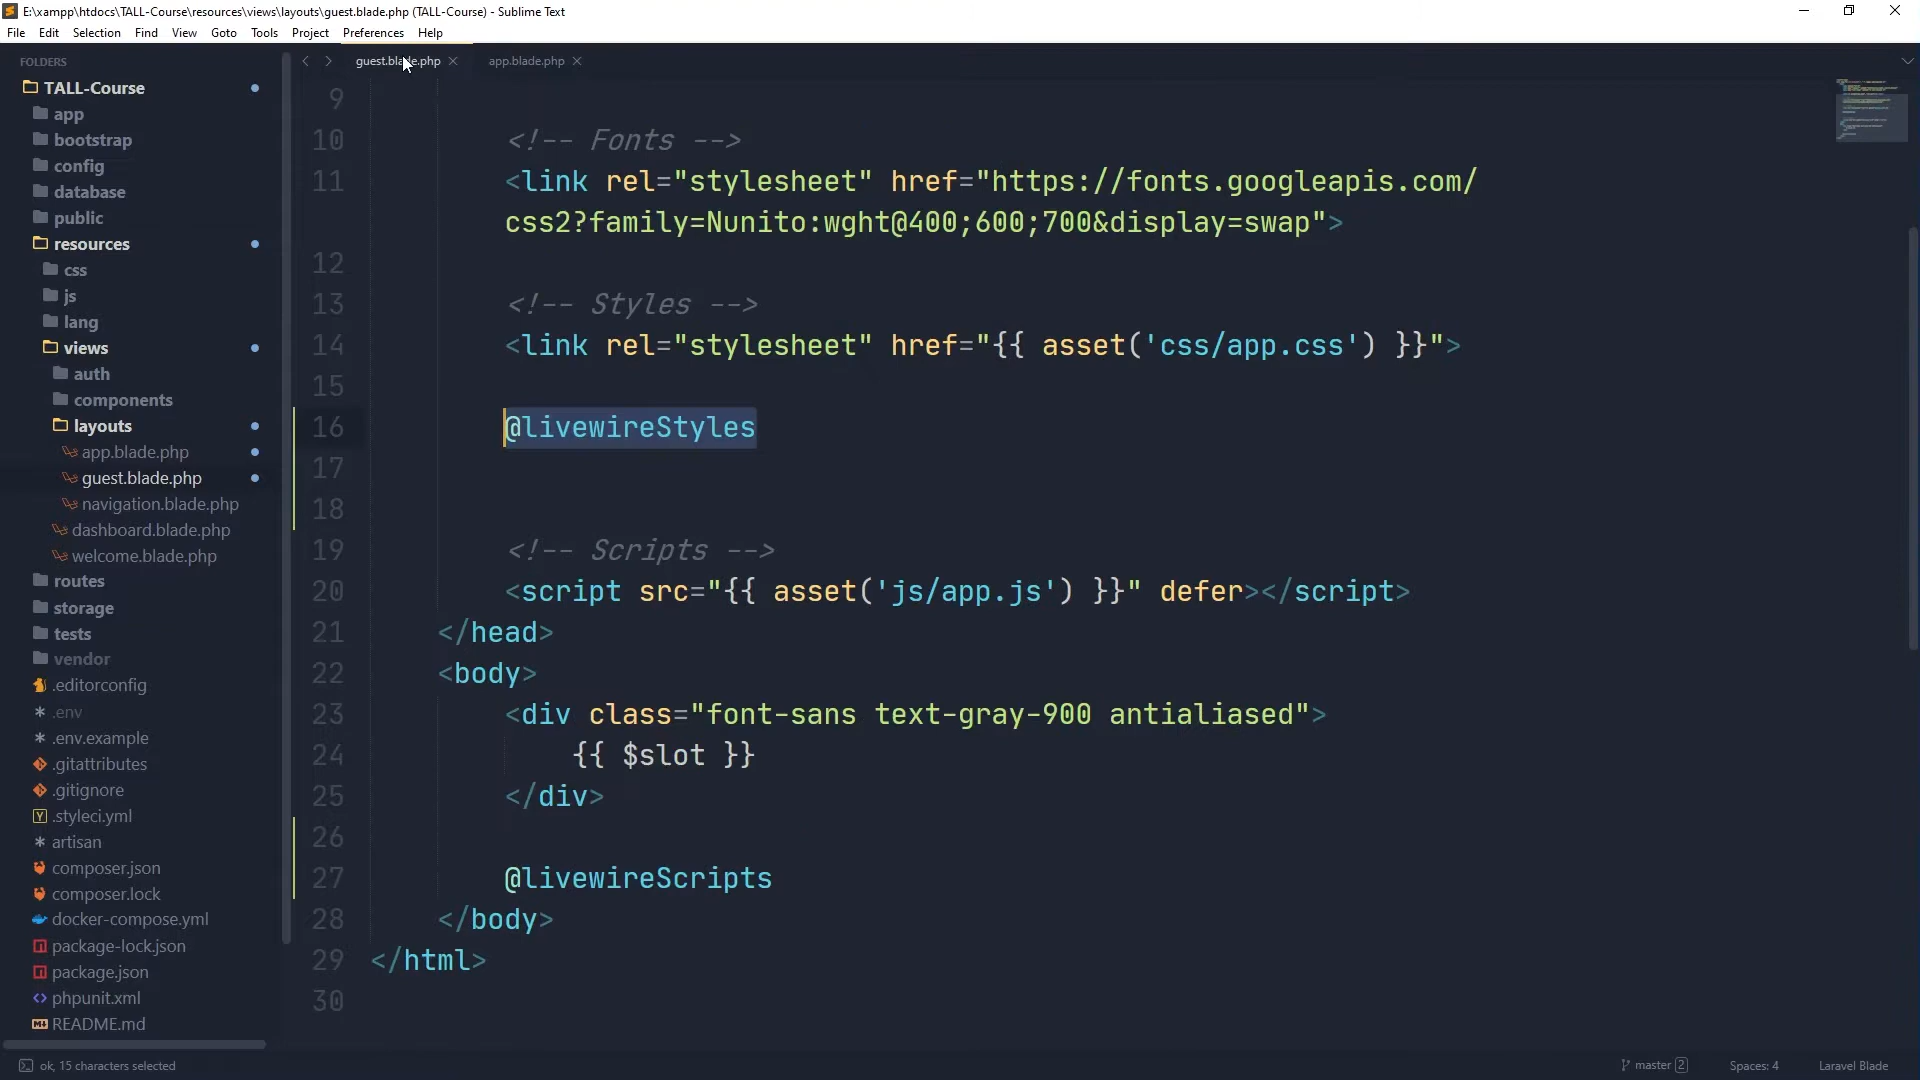 E:\xampp\htdocs\TALL-Course\resources\views\layouts\guest.blade.php (TALL-Course) - Sublime Text
File Edit Selection Find View Goto Tools Project Preferences Help
FOLDERS
TALL-Course
app
bootstrap
config
database
public
resources
css
js
lang
views
auth
components
layouts
app.blade.php
guest.blade.php
navigation.blade.php
dashboard.blade.php
welcome.blade.php
routes
storage
tests
vendor
.editorconfig
.env
.env.example
.gitattributes
.gitignore
.styleci.yml
artisan
composer.json
composer.lock
docker-compose.yml
package-lock.json
package.json
phpunit.xml
README.md
guest.blade.php app.blade.php
9
10 <!-- Fonts -->
11 <link rel="stylesheet" href="https://fonts.googleapis.com/
css2?family=Nunito:wght@400;600;700&display=swap">
12
13 <!-- Styles -->
14 <link rel="stylesheet" href="{{ asset('css/app.css') }}">
15
16 @livewireStyles
17
18
19 <!-- Scripts -->
20 <script src="{{ asset('js/app.js') }}" defer></script>
21 </head>
22 <body>
23 <div class="font-sans text-gray-900 antialiased">
24 {{ $slot }}
25 </div>
26
27 @livewireScripts
28 </body>
29 </html>
30
ok, 15 characters selected
master 2 Spaces: 4 Laravel Blade